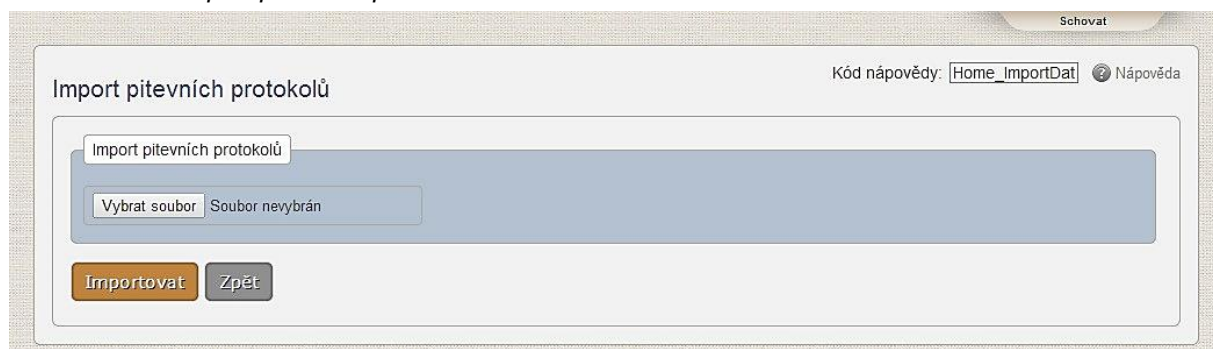 Schovat
Kód nápovědy: Home_ImportDat Nápověda
Import pitevních protokolů
Import pitevních protokolů
Vybrat soubor Soubor nevybrán
Importovat Zpět